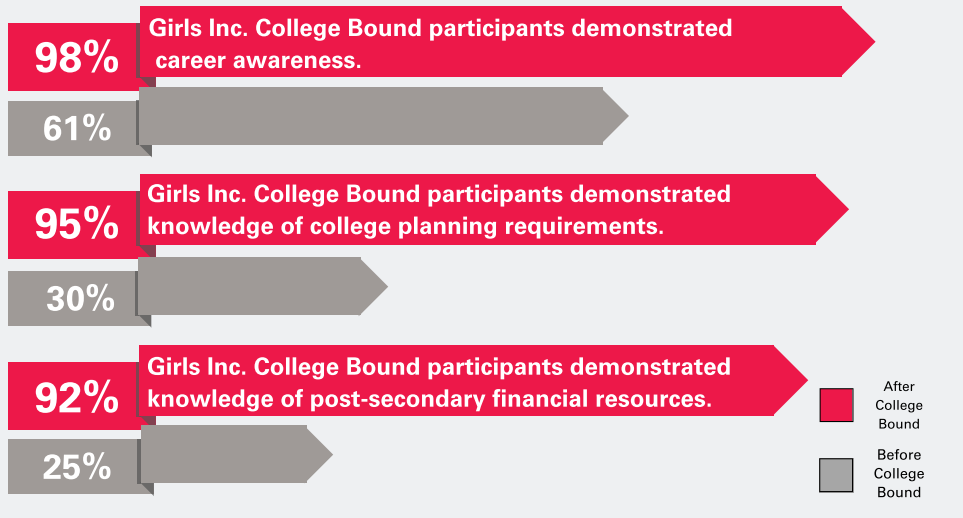 98%
Girls Inc. College Bound participants demonstrated
career awareness.
61%
95%
Girls Inc. College Bound participants demonstrated
knowledge of college planning requirements.
30%
92%
Girls Inc. College Bound participants demonstrated
knowledge of post-secondary financial resources.
25%
After
College
Bound
Before
College
Bound